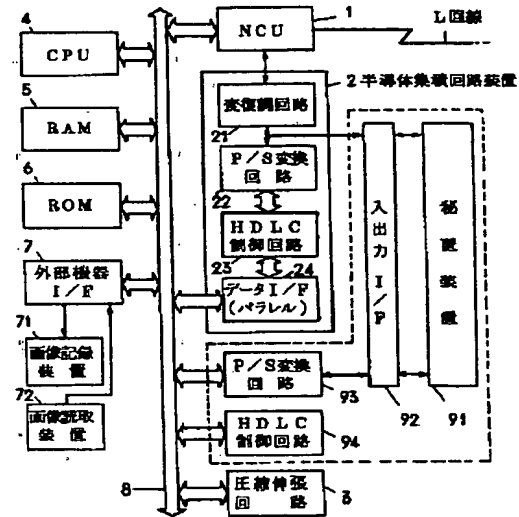 4
CPU
5
RAM
6
ROM
7
外部機器
I/F
71
画像記録
装置
72
画像読取
装置
8
1
NCU
L回線
2半導体集積回路装置
変復調回路
21
P/S変換
回路
22
HDLC
制御回路
23
24
データI/F
(パラレル)
入出力I/F
秘匿装置
P/S変換
回路
93
92
91
HDLC
制御回路
94
圧縮伸張
回路
3